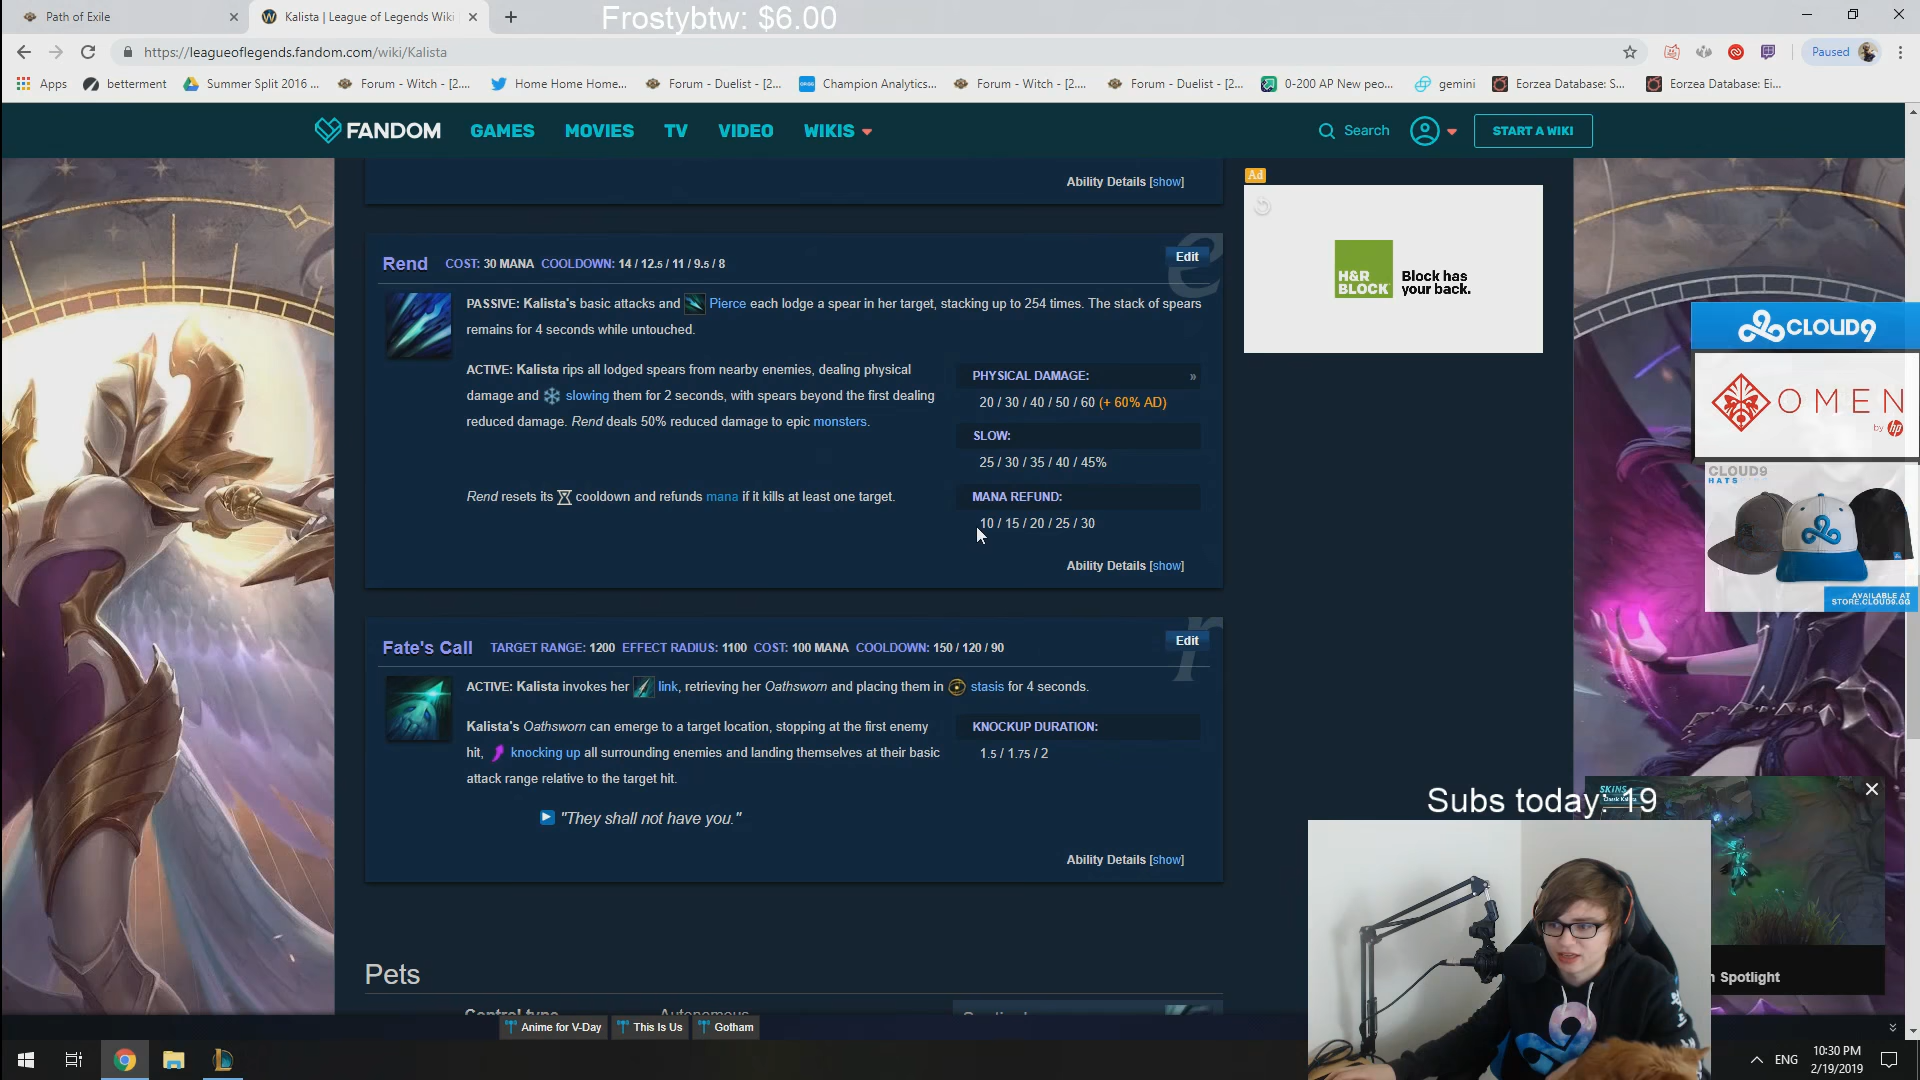 Path of Exile
Kalista | League of Legends Wiki
Frostybtw: $6.00
https://leagueoflegends.fandom.com/wiki/Kalista
Paused
Apps
betterment
Summer Split 2016 ...
Forum - Witch - [2....
Home Home Home...
Forum - Duelist - [2...
Champion Analytics...
Forum - Witch - [2....
Forum - Duelist - [2...
0-200 AP New peo...
gemini
Eorzea Database: S...
Eorzea Database: Ei...
FANDOM
GAMES
MOVIES
TV
VIDEO
WIKIS
Search
START A WIKI
Ability Details [show]
Ad
H&R BLOCK
Block has
your back.
Rend COST: 30 MANA COOLDOWN: 14 / 12.5 / 11 / 9.5 / 8
Edit
e
PASSIVE: Kalista's basic attacks and Pierce each lodge a spear in her target, stacking up to 254 times. The stack of spears
remains for 4 seconds while untouched.
ACTIVE: Kalista rips all lodged spears from nearby enemies, dealing physical
damage and slowing them for 2 seconds, with spears beyond the first dealing
reduced damage. Rend deals 50% reduced damage to epic monsters.
PHYSICAL DAMAGE: »
20 / 30 / 40 / 50 / 60 (+ 60% AD)
SLOW:
25 / 30 / 35 / 40 / 45%
Rend resets its cooldown and refunds mana if it kills at least one target.
MANA REFUND:
10 / 15 / 20 / 25 / 30
Ability Details [show]
Fate's Call TARGET RANGE: 1200 EFFECT RADIUS: 1100 COST: 100 MANA COOLDOWN: 150 / 120 / 90
Edit
r
ACTIVE: Kalista invokes her link, retrieving her Oathsworn and placing them in stasis for 4 seconds.
Kalista's Oathsworn can emerge to a target location, stopping at the first enemy
hit, knocking up all surrounding enemies and landing themselves at their basic
attack range relative to the target hit.
KNOCKUP DURATION:
1.5 / 1.75 / 2
"They shall not have you."
Ability Details [show]
Pets
Control type
Autonomous
CLOUD9
OMEN
by hp
CLOUD9
HATS
AVAILABLE AT
STORE.CLOUD9.GG
SKINS
Subs today: 19
n Spotlight
Anime for V-Day
This Is Us
Gotham
ENG
10:30 PM
2/19/2019